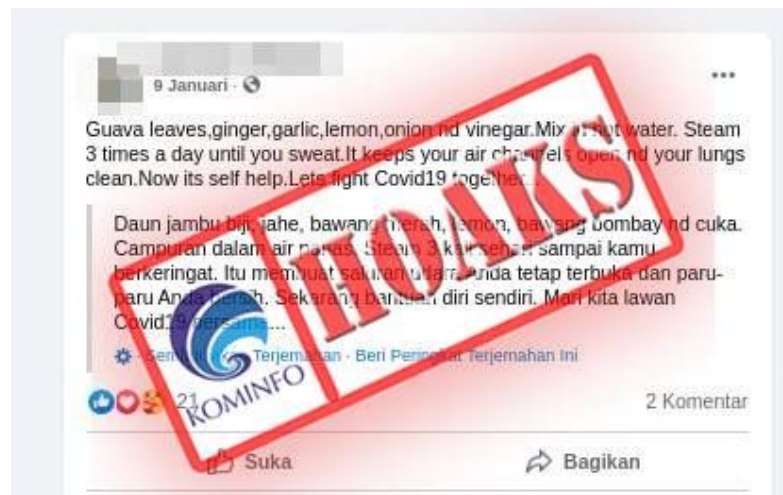 9 Januari ·
Guava leaves,ginger,garlic,lemon,onion nd vinegar.Mix in hot water. Steam
3 times a day until you sweat.It keeps your air channels open nd your lungs
clean.Now its self help.Lets fight Covid19 together...
Daun jambu biji, jahe, bawang merah, lemon, bawang bombay nd cuka.
Campuran dalam air panas. Steam 3 kali sehari sampai kamu
berkeringat. Itu membuat saluran udara Anda tetap terbuka dan paru-
paru Anda bersih. Sekarang bantuan diri sendiri. Mari kita lawan
Covid19 bersama...
Terjemahan · Beri Peringkat Terjemahan Ini
HOAKS
KOMINFO
21
2 Komentar
Suka
Bagikan